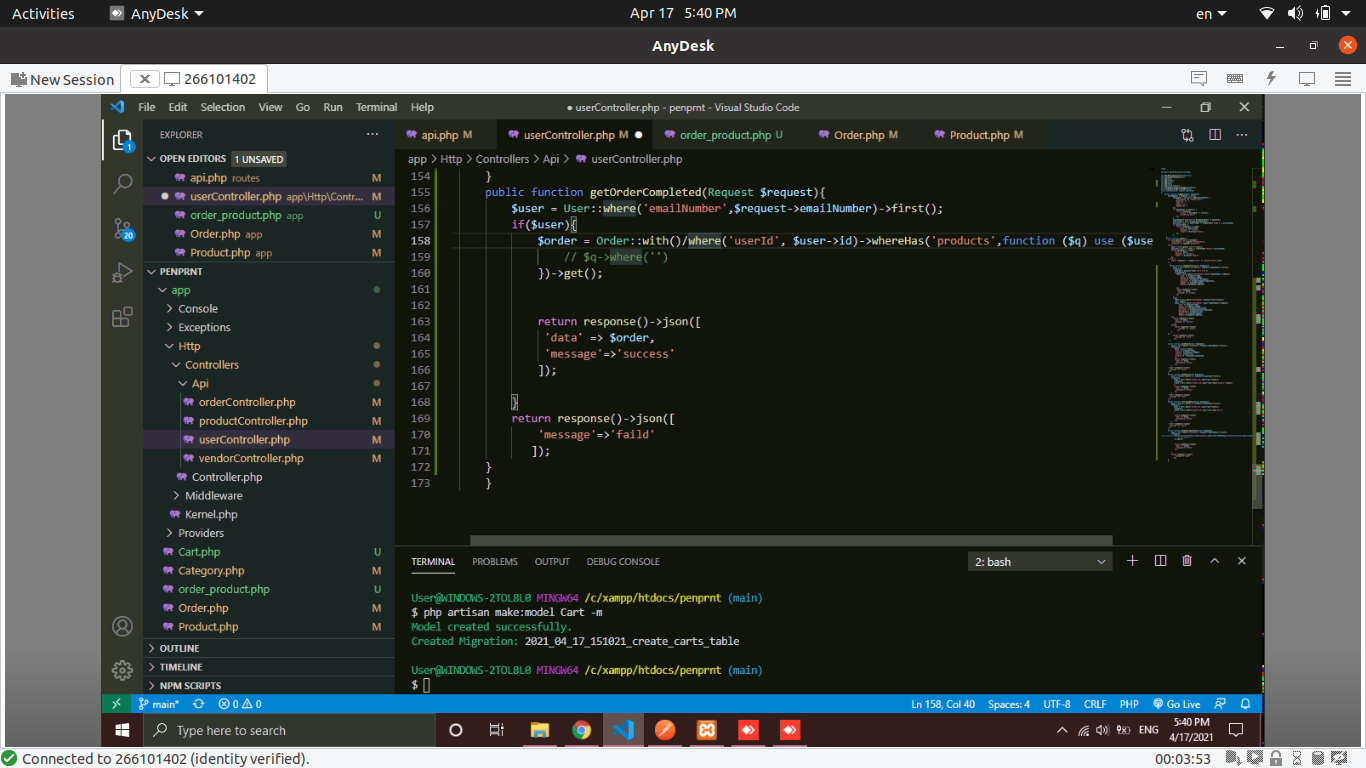 Activities AnyDesk Apr 17 5:40 PM en
AnyDesk
New Session 266101402
File Edit Selection View Go Run Terminal Help ● userController.php - penprnt - Visual Studio Code
EXPLORER ··· api.php M userController.php M ● order_product.php U Order.php M Product.php M ···
OPEN EDITORS 1 UNSAVED
api.php routes M
● userController.php app\Http\Contr... M
order_product.php app U
Order.php app M
Product.php app M
PENPRNT
app
Console
Exceptions
Http
Controllers
Api
orderController.php M
productController.php M
userController.php M
vendorController.php M
Controller.php
Middleware
Kernel.php
Providers
Cart.php U
Category.php M
order_product.php U
Order.php M
Product.php M
OUTLINE
TIMELINE
NPM SCRIPTS
1
20
app > Http > Controllers > Api > userController.php
154 }
155 public function getOrderCompleted(Request $request){
156 $user = User::where('emailNumber',$request->emailNumber)->first();
157 if($user){
158 $order = Order::with()/where('userId', $user->id)->whereHas('products',function ($q) use ($use
159 // $q->where('')
160 })->get();
161
162
163 return response()->json([
164 'data' => $order,
165 'message'=>'success'
166 ]);
167
168 }
169 return response()->json([
170 'message'=>'faild'
171 ]);
172 }
173 }
TERMINAL PROBLEMS OUTPUT DEBUG CONSOLE 2: bash
User@WINDOWS-2TOL8L0 MINGW64 /c/xampp/htdocs/penprnt (main)
$ php artisan make:model Cart -m
Model created successfully.
Created Migration: 2021_04_17_151021_create_carts_table
User@WINDOWS-2TOL8L0 MINGW64 /c/xampp/htdocs/penprnt (main)
$
main* 0 0 Ln 158, Col 40 Spaces: 4 UTF-8 CRLF PHP Go Live
Type here to search ENG 5:40 PM
4/17/2021
Connected to 266101402 (identity verified). 00:03:53